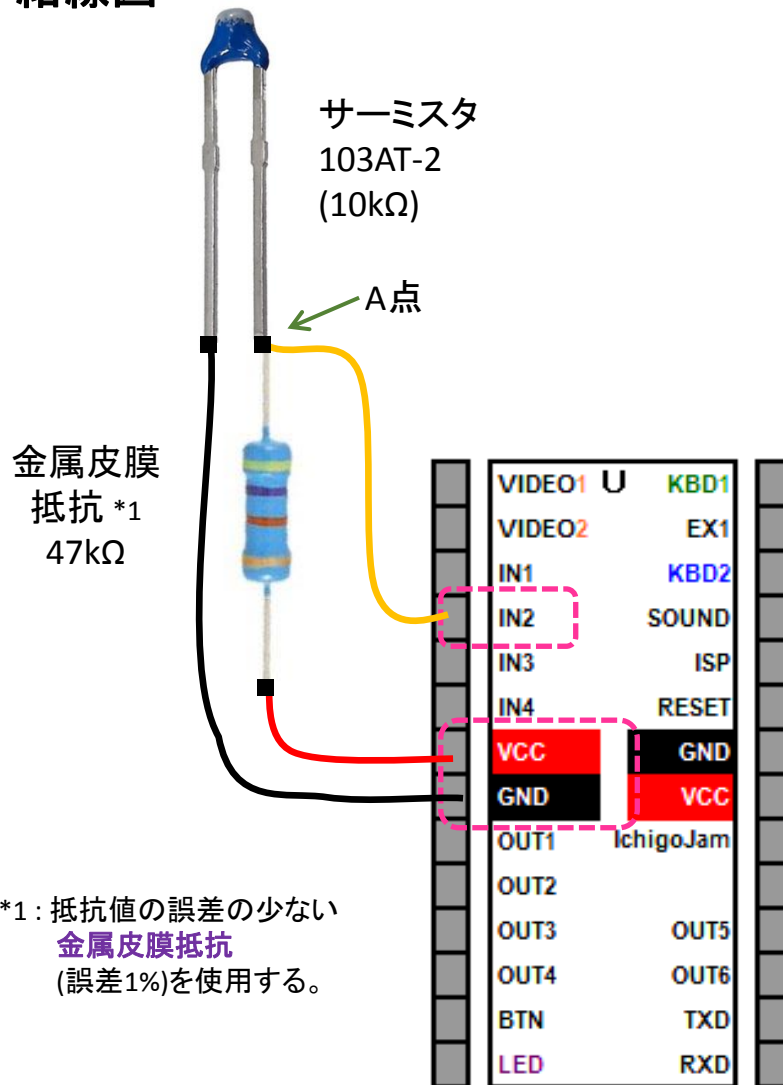 結線図
サーミスタ
103AT-2
(10kΩ)
A点
金属皮膜
抵抗 *1
47kΩ
VIDEO1 U KBD1
VIDEO2 EX1
IN1 KBD2
IN2 SOUND
IN3 ISP
IN4 RESET
VCC GND
GND VCC
OUT1 IchigoJam
OUT2
OUT3 OUT5
OUT4 OUT6
BTN TXD
LED RXD
*1 : 抵抗値の誤差の少ない
金属皮膜抵抗
(誤差1%)を使用する。